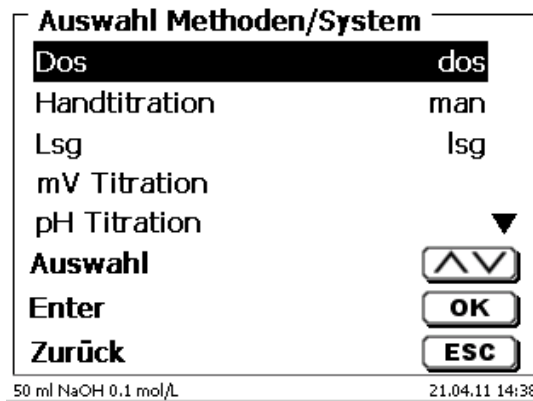 Auswahl Methoden/System
Dos dos
Handtitration man
Lsg lsg
mV Titration
pH Titration
Auswahl
Enter OK
Zurück ESC
50 ml NaOH 0.1 mol/L 21.04.11 14:38